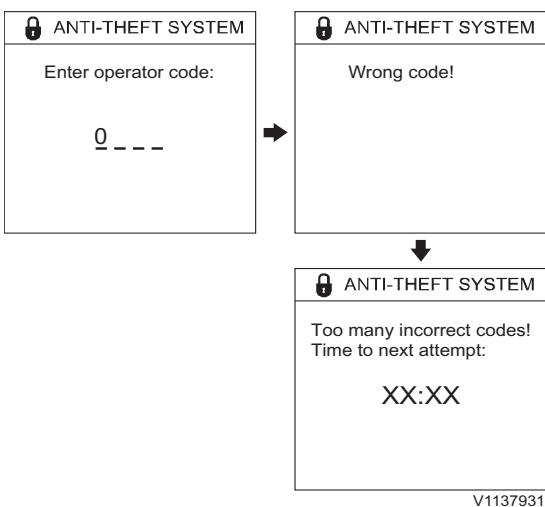 ANTI-THEFT SYSTEM
Enter operator code:
0 _ _ _
ANTI-THEFT SYSTEM
Wrong code!
ANTI-THEFT SYSTEM
Too many incorrect codes!
Time to next attempt:
XX:XX
V1137931